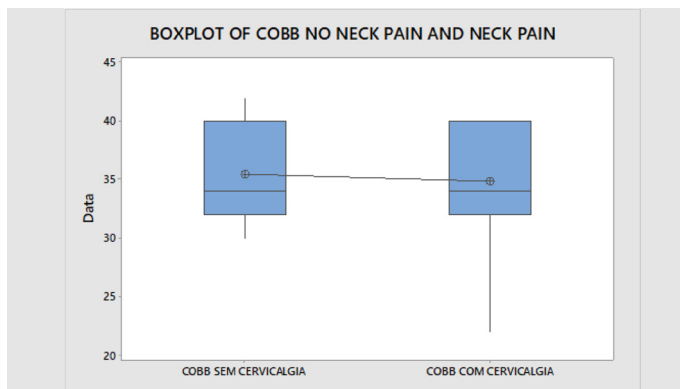 BOXPLOT OF COBB NO NECK PAIN AND NECK PAIN
45
40
35
30
25
20
Data
COBB SEM CERVICALGIA COBB COM CERVICALGIA